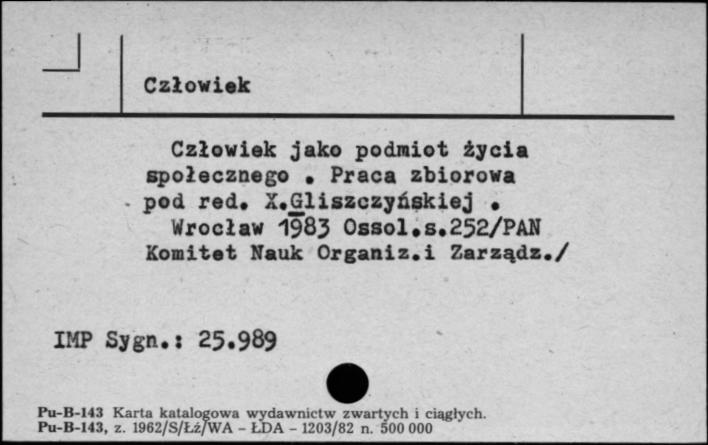 Człowiek
Człowiek jako podmiot życia
społecznego . Praca zbiorowa
pod red. X.Gliszczyńskiej .
Wrocław 1983 Ossol.s.252/PAN
Komitet Nauk Organiz.i Zarządz./
IMP Sygn.: 25.989
Pu-B-143 Karta katalogowa wydawnictw zwartych i ciągłych.
Pu-B-143, z. 1962/S/Łż/WA - ŁDA - 1203/82 n. 500 000